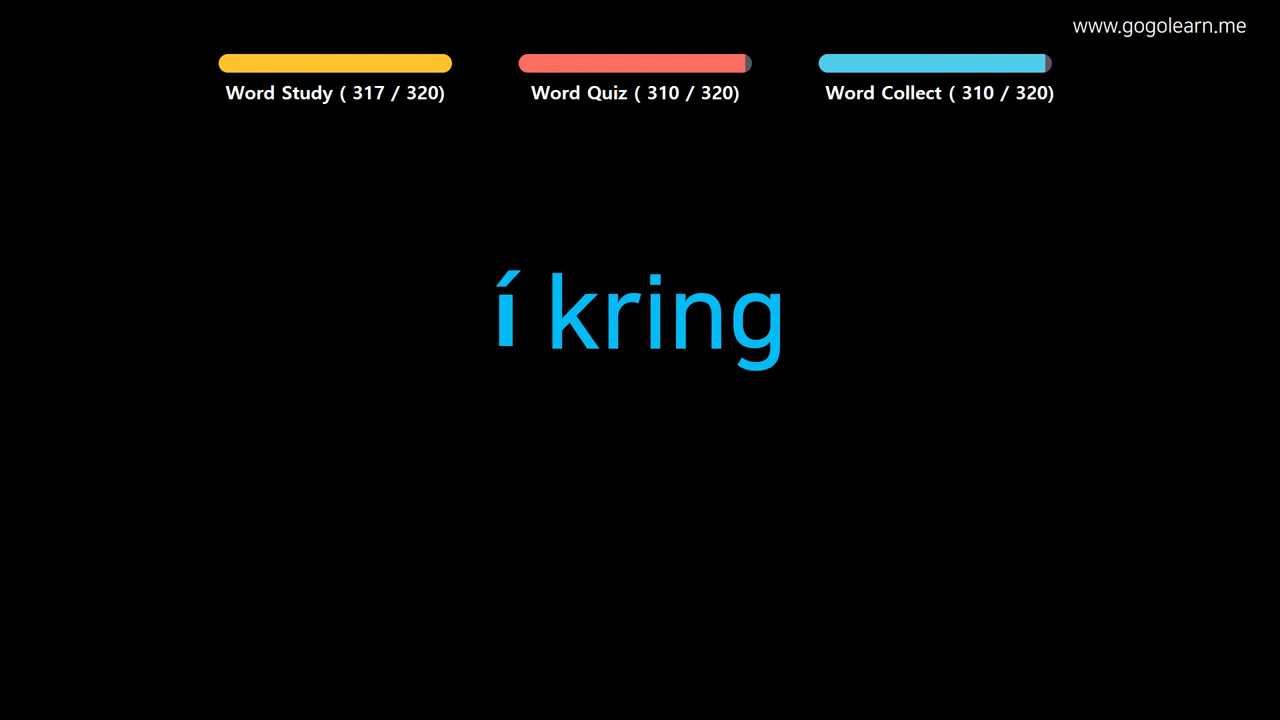 www.gogolearn.me
Word Study ( 317 / 320)
Word Quiz ( 310 / 320)
Word Collect ( 310 / 320)
í kring